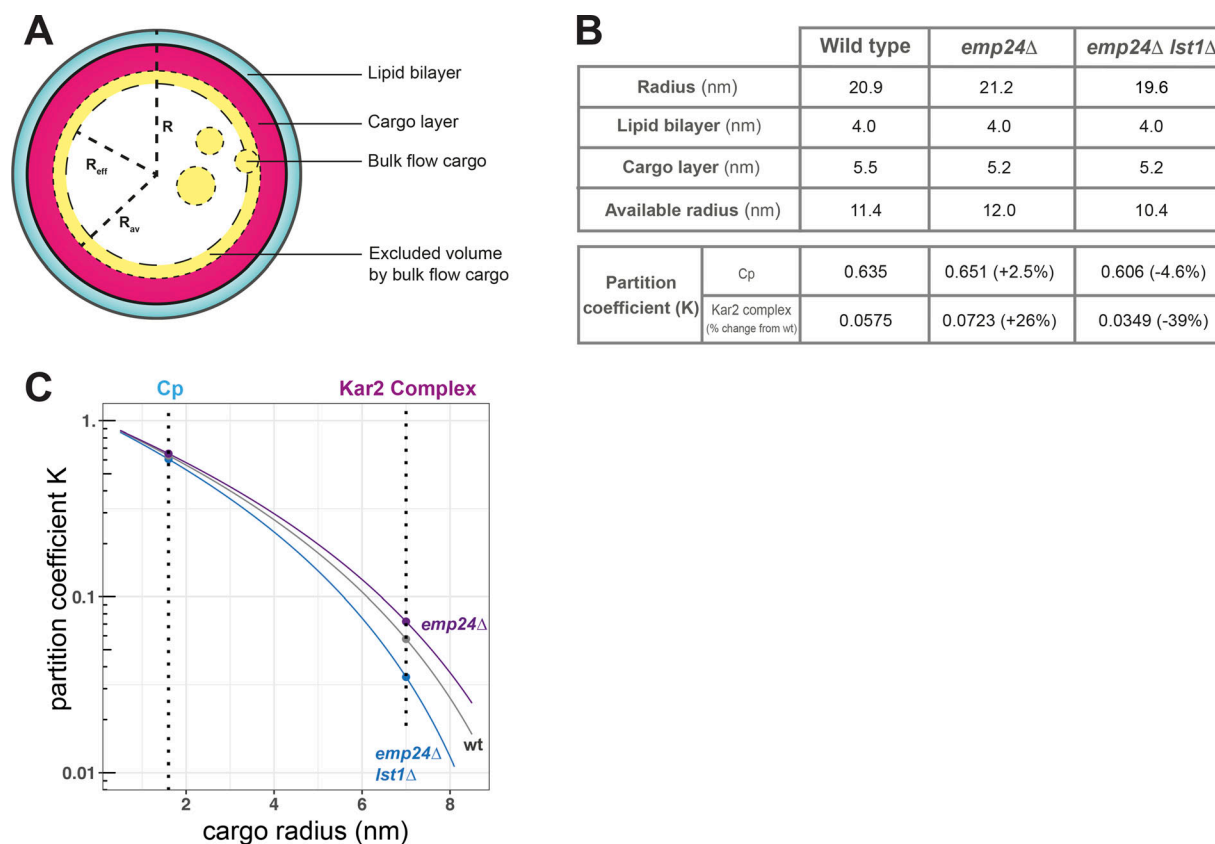 A
Lipid bilayer
Cargo layer
Bulk flow cargo
Excluded volume
by bulk flow cargo
R
Reff
Rav
B
Wild type emp24Δ emp24Δ lst1Δ
Radius (nm) 20.9 21.2 19.6
Lipid bilayer (nm) 4.0 4.0 4.0
Cargo layer (nm) 5.5 5.2 5.2
Available radius (nm) 11.4 12.0 10.4
Partition
coefficient (K)
Cp 0.635 0.651 (+2.5%) 0.606 (-4.6%)
Kar2 complex
(% change from wt)
0.0575 0.0723 (+26%) 0.0349 (-39%)
C
Cp Kar2 Complex
partition coefficient K
1.
0.1
0.01
emp24Δ
wt
emp24Δ
lst1Δ
2 4 6 8
cargo radius (nm)